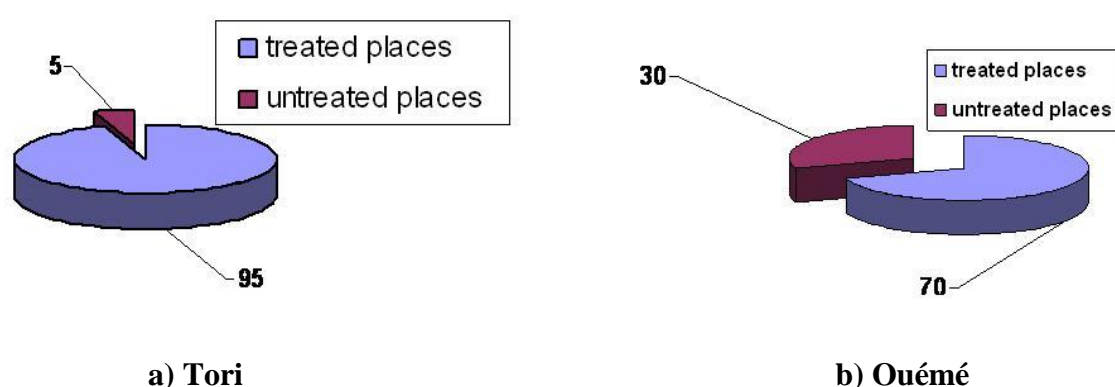 treated places
untreated places
5
95
a) Tori
treated places
untreated places
30
70
b) Ouémé